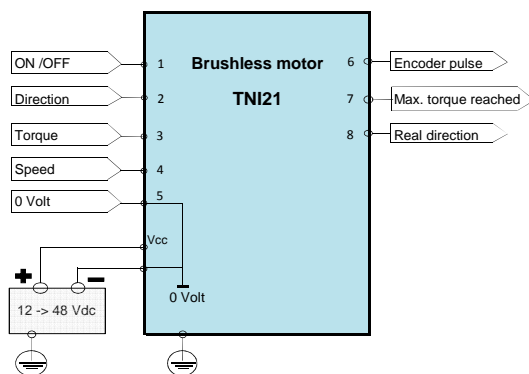 ON /OFF
Direction
Torque
Speed
0 Volt
1
2
3
4
5
Brushless motor
TNI21
6
7
8
Encoder pulse
Max. torque reached
Real direction
Vcc
+
−
12 -> 48 Vdc
0 Volt